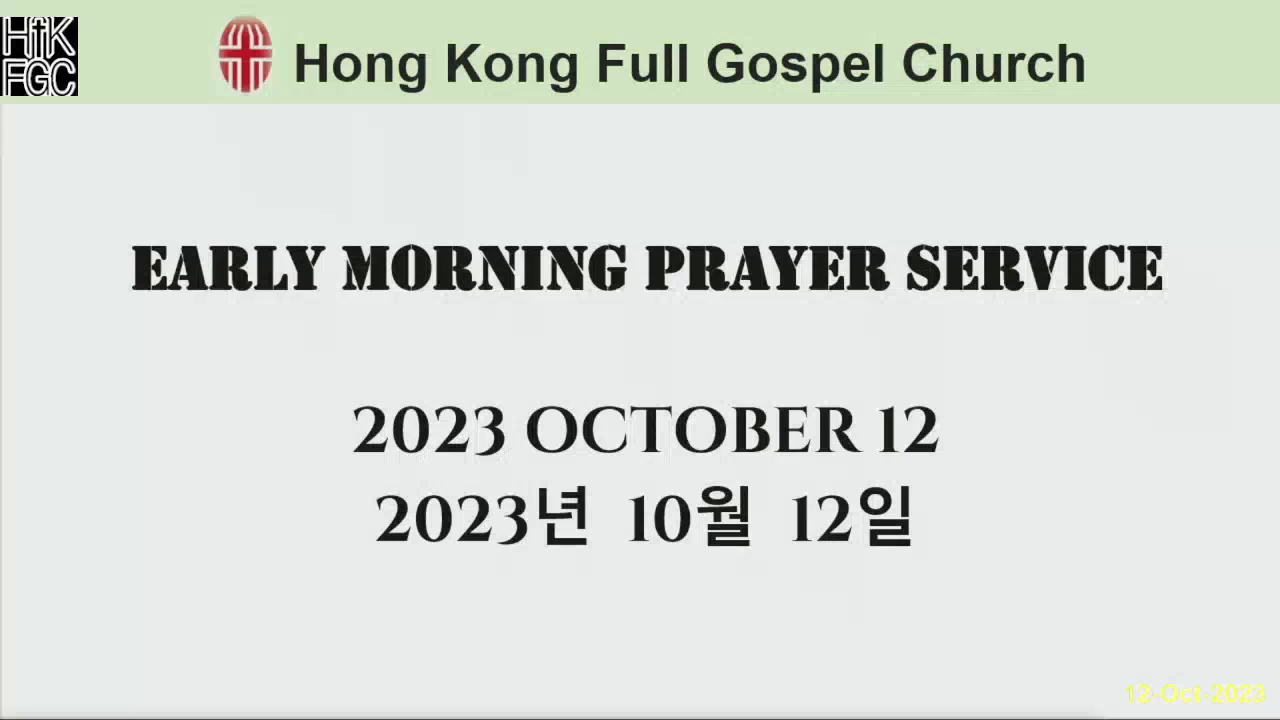 HK
FGC
Hong Kong Full Gospel Church
EARLY MORNING PRAYER SERVICE
2023 OCTOBER 12
2023년 10월 12일
12-Oct-2023